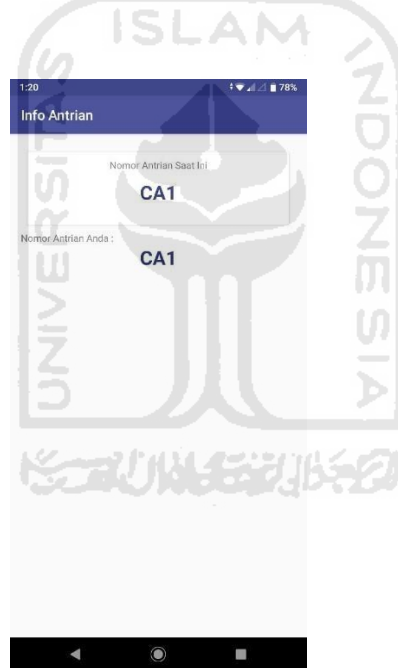 ISLAM
1:20
78%
Info Antrian
Nomor Antrian Saat Ini
CA1
Nomor Antrian Anda :
CA1
UNIVERSITAS
INDONESIA